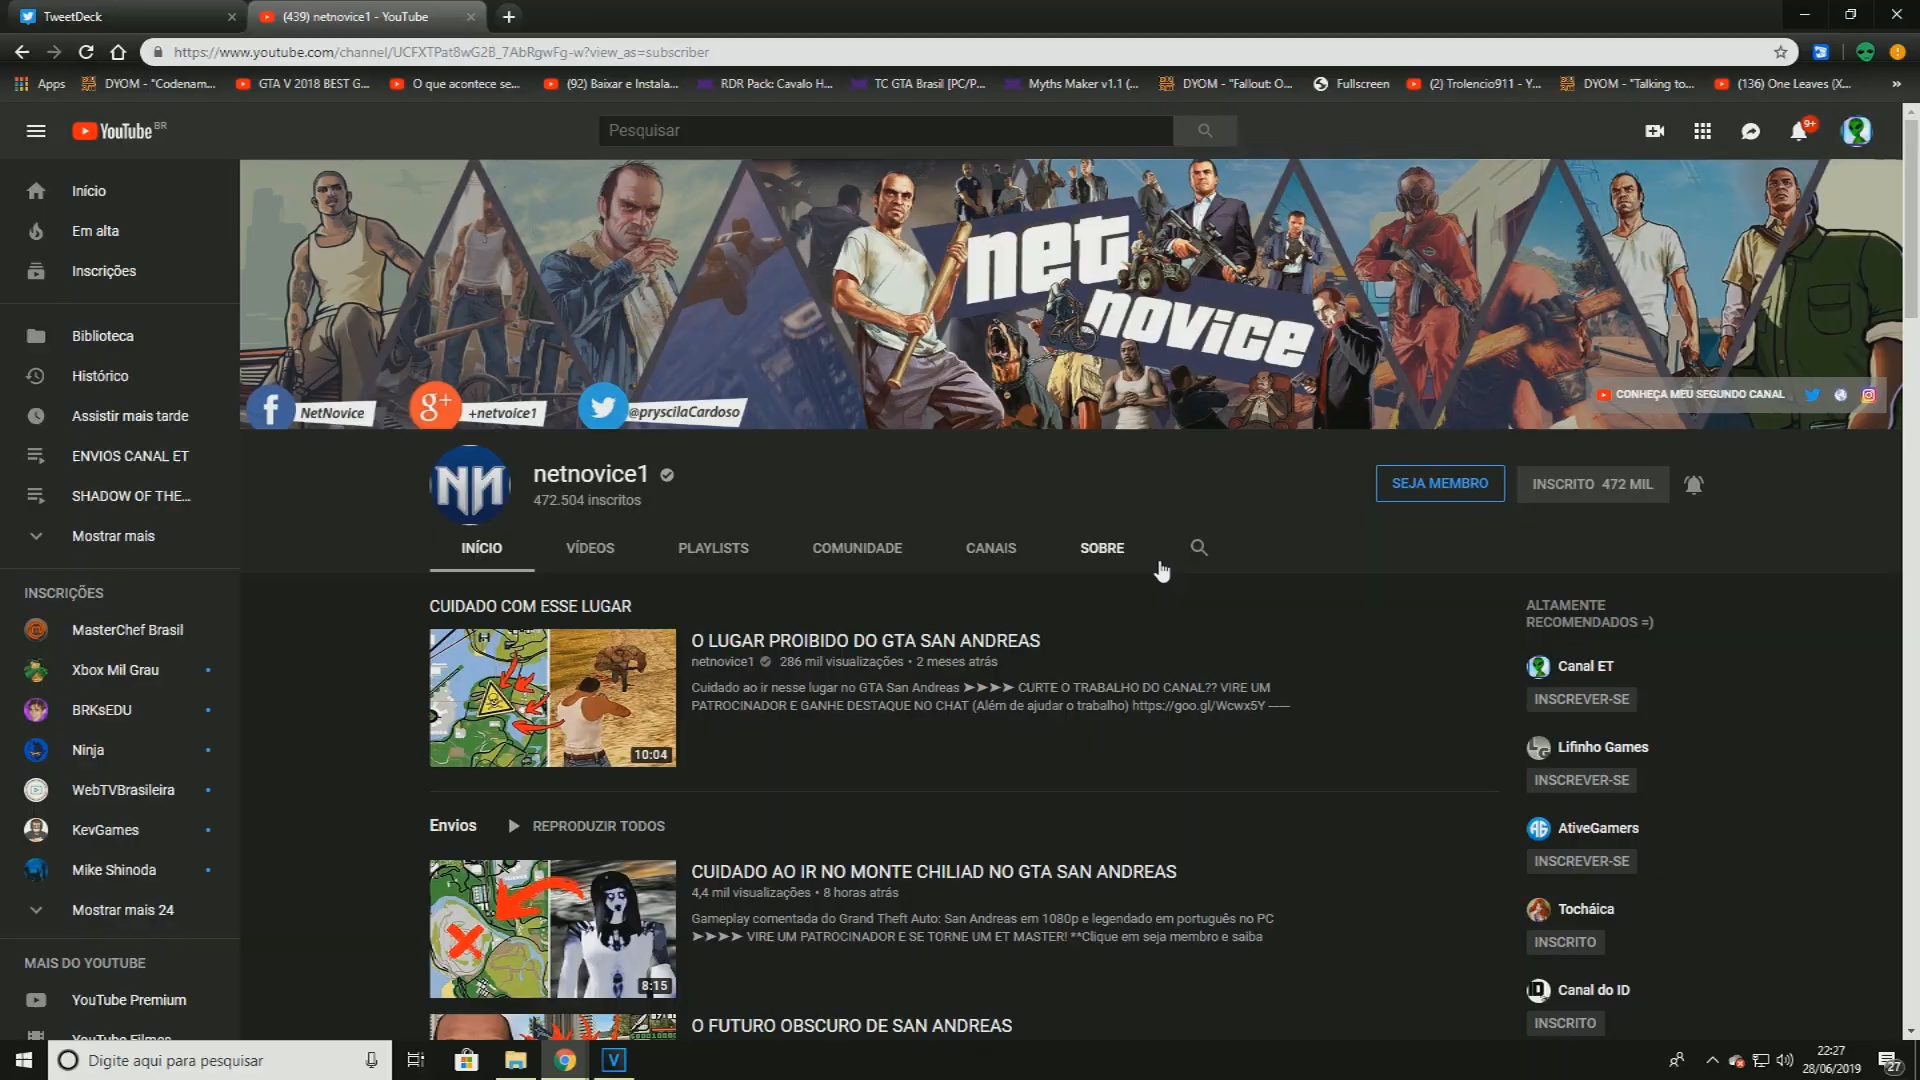 TweetDeck
(439) netnovice1 - YouTube
https://www.youtube.com/channel/UCFXTPat8wG2B_7AbRgwFg-w?view_as=subscriber
Apps
DYOM - "Codenam...
GTA V 2018 BEST G...
O que acontece se...
(92) Baixar e Instala...
RDR Pack: Cavalo H...
TC GTA Brasil [PC/P...
Myths Maker v1.1 (...
DYOM - "Fallout: O...
Fullscreen
(2) Trolencio911 - Y...
DYOM - "Talking to...
(136) One Leaves (X...
»
YouTube BR
Pesquisar
9+
Início
Em alta
Inscrições
Biblioteca
Histórico
Assistir mais tarde
ENVIOS CANAL ET
SHADOW OF THE...
Mostrar mais
INSCRIÇÕES
MasterChef Brasil
Xbox Mil Grau
BRKsEDU
Ninja
WebTVBrasileira
KevGames
Mike Shinoda
Mostrar mais 24
MAIS DO YOUTUBE
YouTube Premium
YouTube Filmes
net
novice
f NetNovice
g+ +netvoice1
@pryscilaCardoso
CONHEÇA MEU SEGUNDO CANAL
NN
netnovice1
472.504 inscritos
SEJA MEMBRO
INSCRITO 472 MIL
INÍCIO
VÍDEOS
PLAYLISTS
COMUNIDADE
CANAIS
SOBRE
CUIDADO COM ESSE LUGAR
10:04
O LUGAR PROIBIDO DO GTA SAN ANDREAS
netnovice1 286 mil visualizações • 2 meses atrás
Cuidado ao ir nesse lugar no GTA San Andreas ➤➤➤➤ CURTE O TRABALHO DO CANAL?? VIRE UM
PATROCINADOR E GANHE DESTAQUE NO CHAT (Além de ajudar o trabalho) https://goo.gl/Wcwx5Y ——
Envios
REPRODUZIR TODOS
8:15
CUIDADO AO IR NO MONTE CHILIAD NO GTA SAN ANDREAS
4,4 mil visualizações • 8 horas atrás
Gameplay comentada do Grand Theft Auto: San Andreas em 1080p e legendado em português no PC
➤➤➤➤ VIRE UM PATROCINADOR E SE TORNE UM ET MASTER! **Clique em seja membro e saiba
O FUTURO OBSCURO DE SAN ANDREAS
ALTAMENTE
RECOMENDADOS =)
Canal ET
INSCREVER-SE
LG
Lifinho Games
INSCREVER-SE
AG
AtiveGamers
INSCREVER-SE
Tocháica
INSCRITO
ID
Canal do ID
INSCRITO
Digite aqui para pesquisar
V
22:27
28/06/2019
27